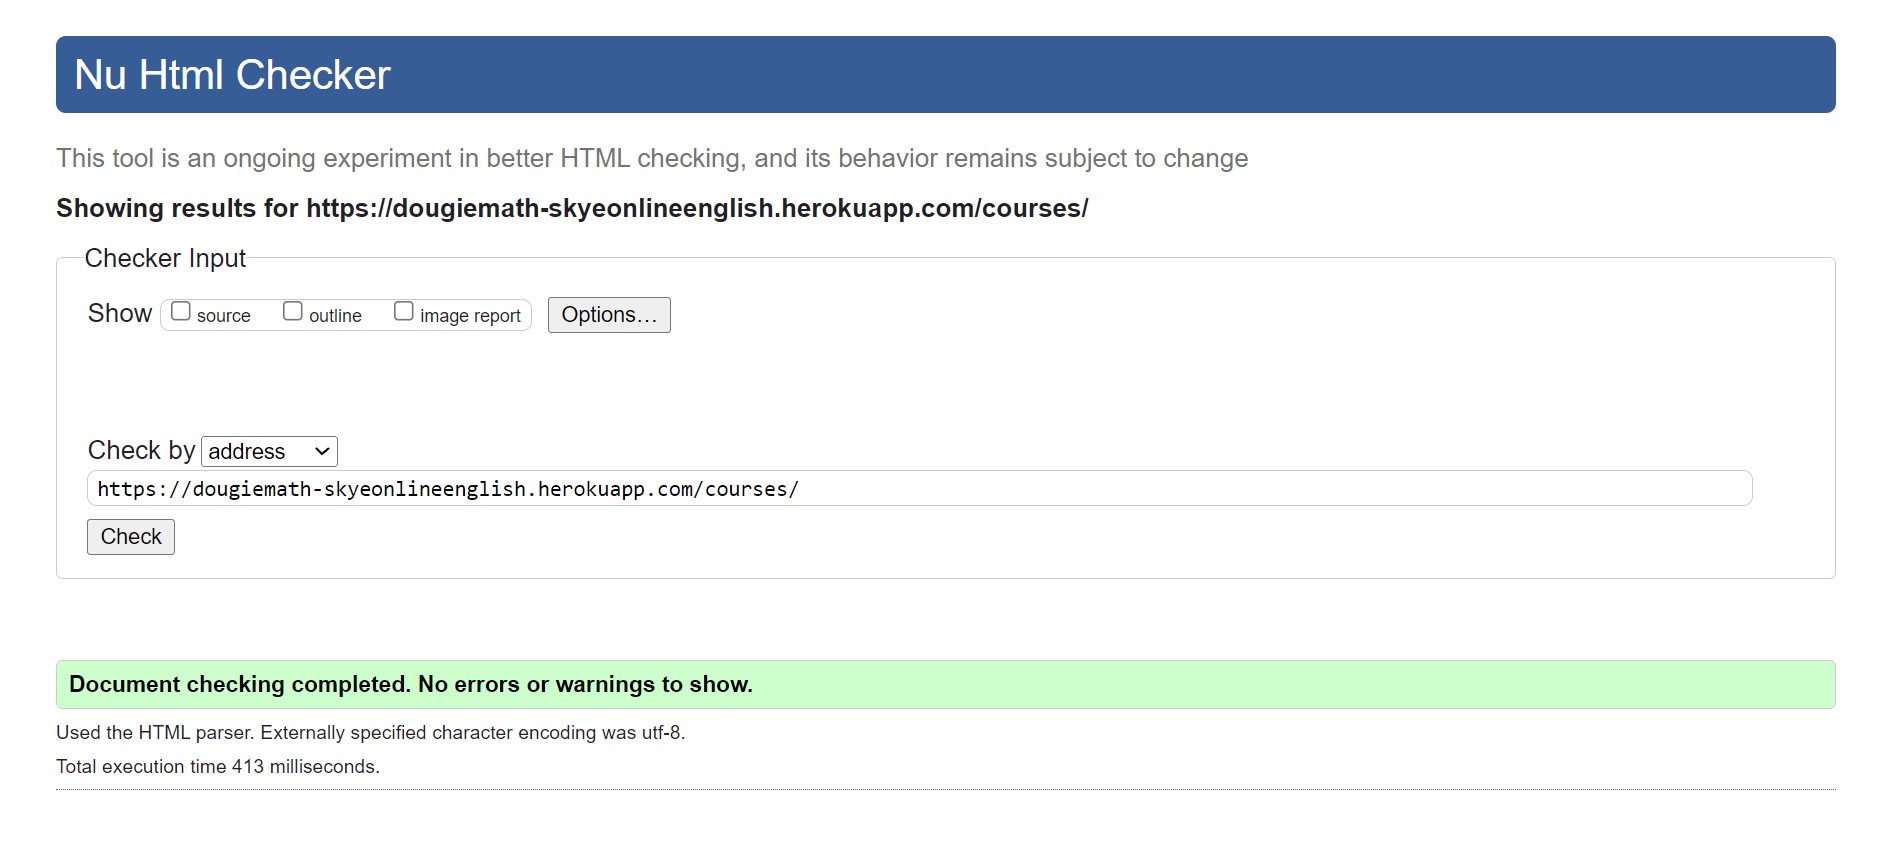 Nu Html Checker
This tool is an ongoing experiment in better HTML checking, and its behavior remains subject to change
Showing results for https://dougiemath-skyeonlineenglish.herokuapp.com/courses/
Checker Input
Show source outline image report Options…
Check by address
https://dougiemath-skyeonlineenglish.herokuapp.com/courses/
Check
Document checking completed. No errors or warnings to show.
Used the HTML parser. Externally specified character encoding was utf-8.
Total execution time 413 milliseconds.